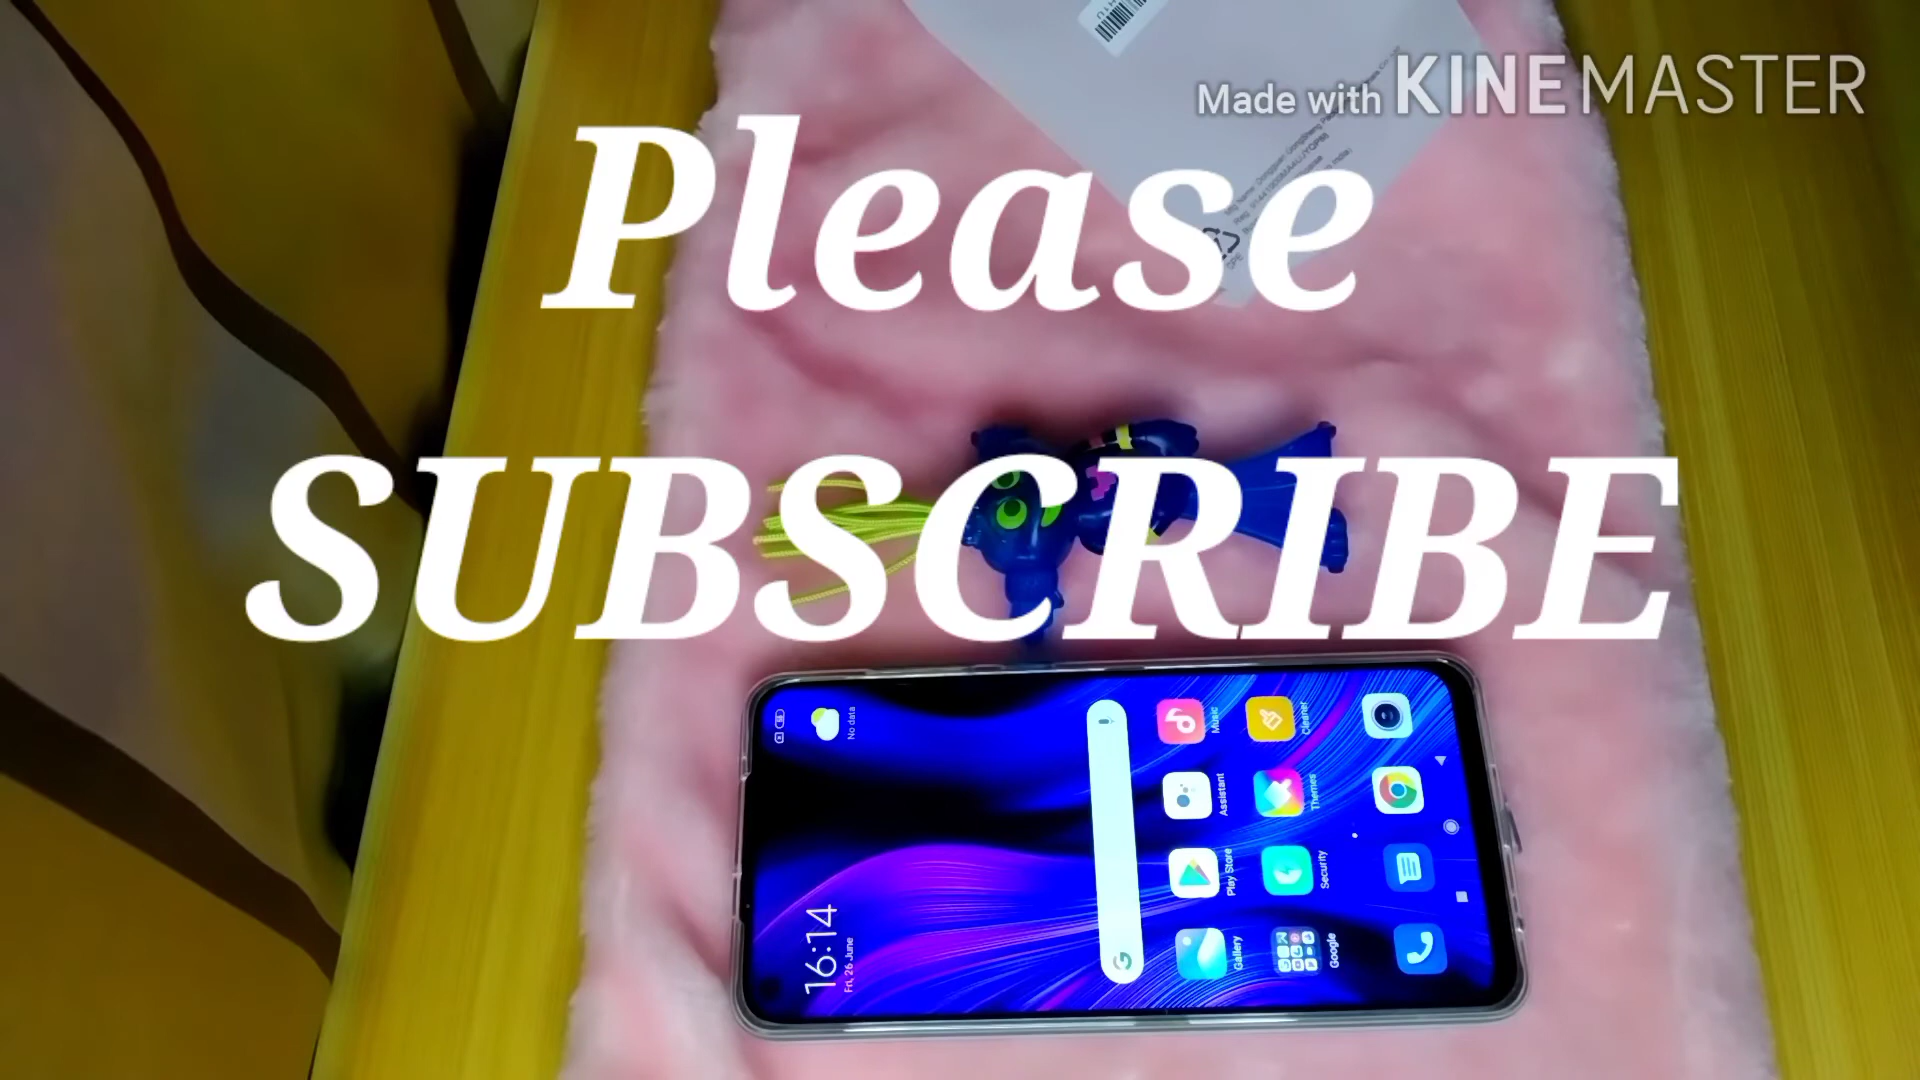 Made with KINEMASTER
Please
SUBSCRIBE
No data
16:14
Fri, 26 June
Music
Cleaner
Assistant
Themes
Play Store
Security
Gallery
Google